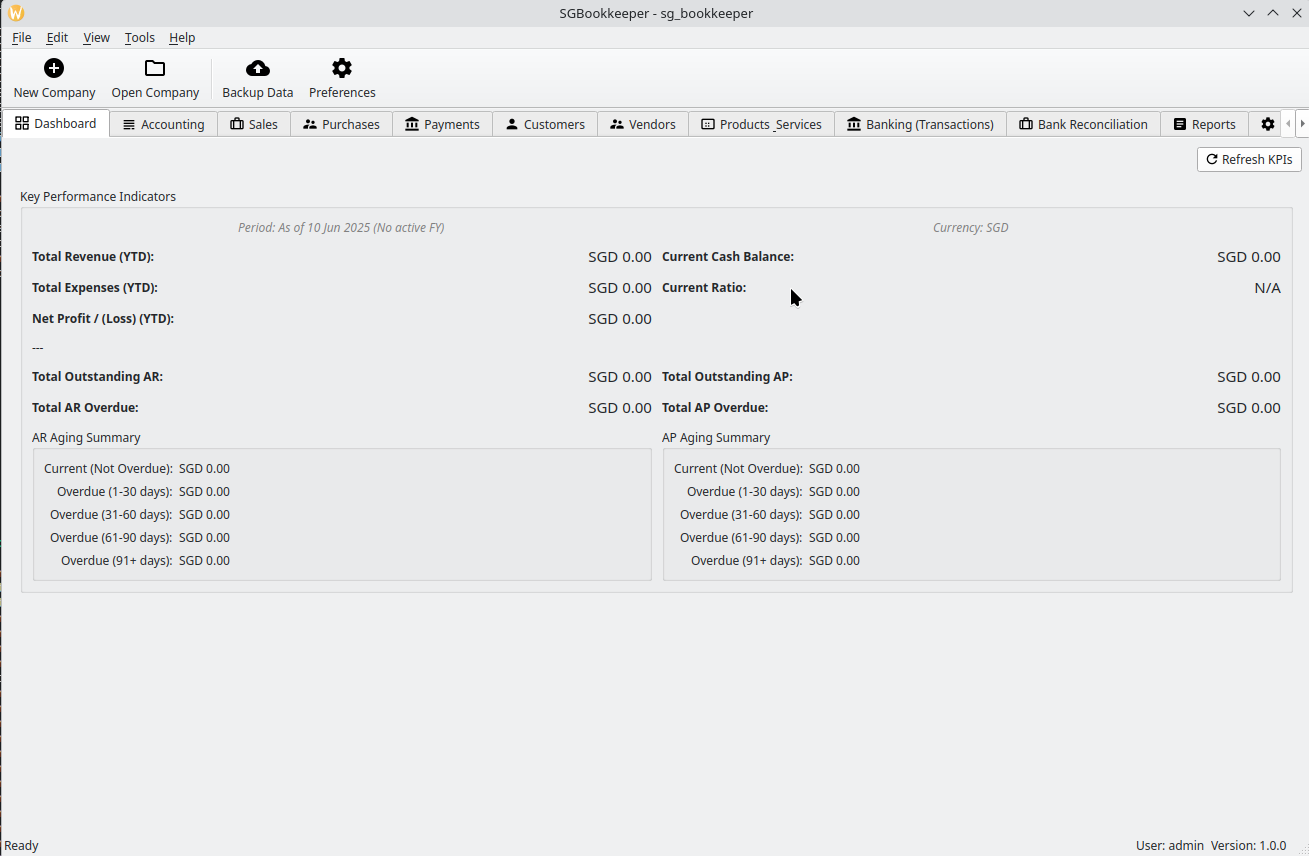 SGBookkeeper - sg_bookkeeper
File Edit View Tools Help
New Company Open Company Backup Data Preferences
Dashboard Accounting Sales Purchases Payments Customers Vendors Products _Services Banking (Transactions) Bank Reconciliation Reports
Refresh KPIs
Key Performance Indicators
Period: As of 10 Jun 2025 (No active FY) Currency: SGD
Total Revenue (YTD): SGD 0.00 Current Cash Balance: SGD 0.00
Total Expenses (YTD): SGD 0.00 Current Ratio: N/A
Net Profit / (Loss) (YTD): SGD 0.00
---
Total Outstanding AR: SGD 0.00 Total Outstanding AP: SGD 0.00
Total AR Overdue: SGD 0.00 Total AP Overdue: SGD 0.00
AR Aging Summary AP Aging Summary
Current (Not Overdue): SGD 0.00 Current (Not Overdue): SGD 0.00
Overdue (1-30 days): SGD 0.00 Overdue (1-30 days): SGD 0.00
Overdue (31-60 days): SGD 0.00 Overdue (31-60 days): SGD 0.00
Overdue (61-90 days): SGD 0.00 Overdue (61-90 days): SGD 0.00
Overdue (91+ days): SGD 0.00 Overdue (91+ days): SGD 0.00
Ready User: admin Version: 1.0.0